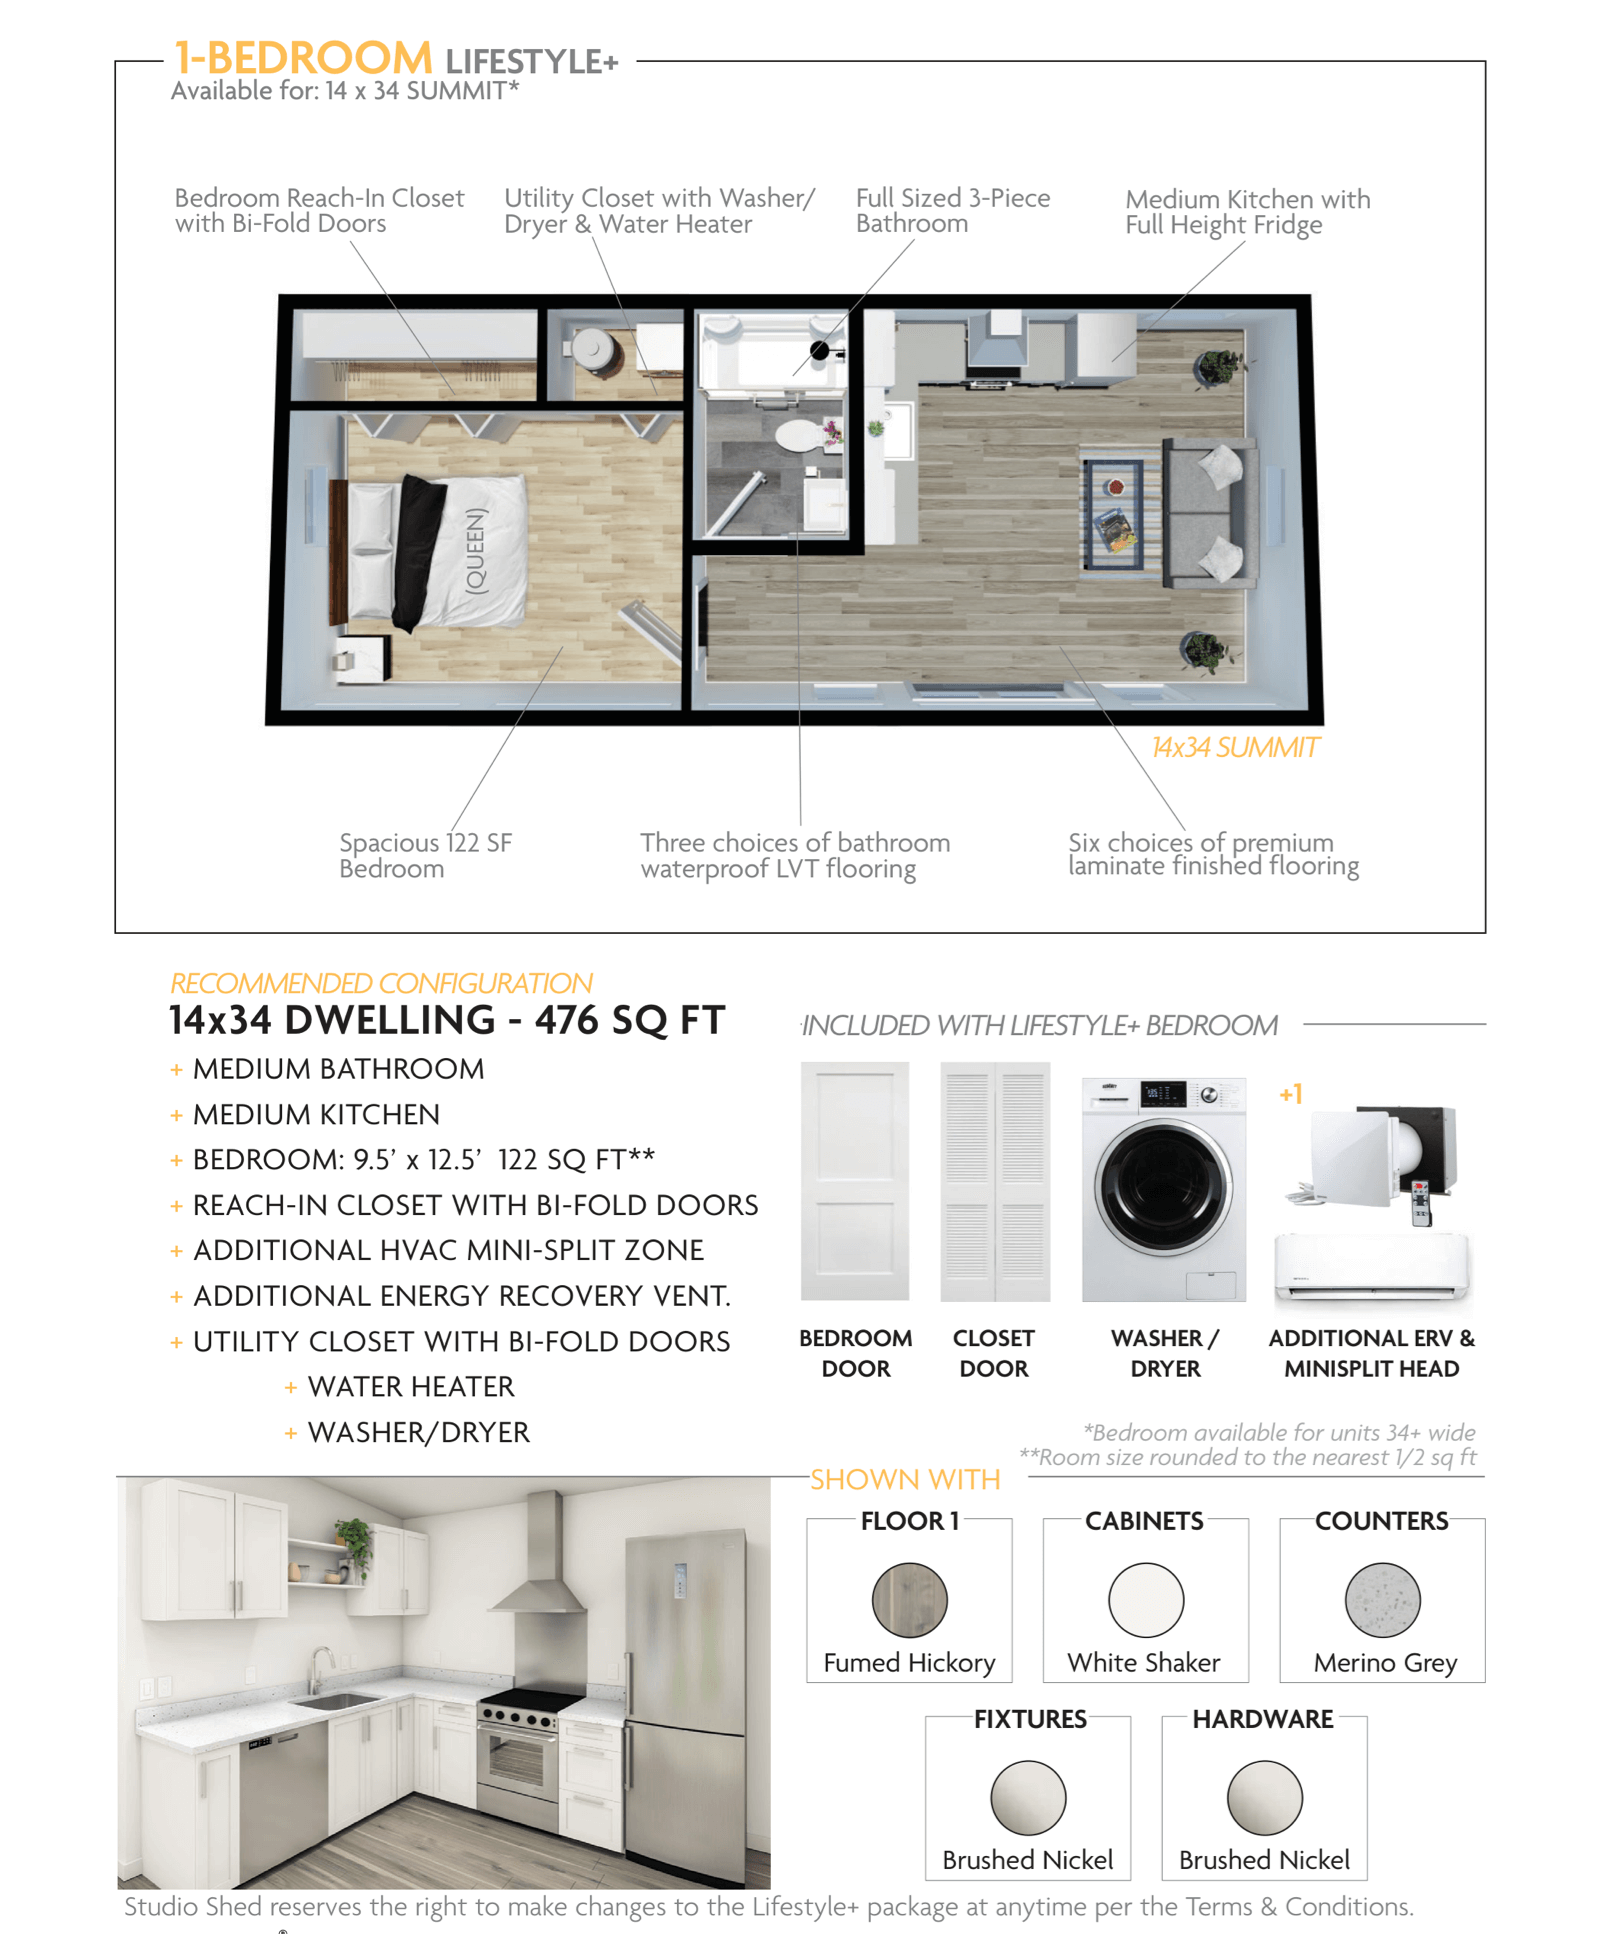 1-BEDROOM LIFESTYLE+
Available for: 14 x 34 SUMMIT*
Bedroom Reach-In Closet
with Bi-Fold Doors
Utility Closet with Washer/
Dryer & Water Heater
Full Sized 3-Piece
Bathroom
Medium Kitchen with
Full Height Fridge
(QUEEN)
14x34 SUMMIT
Spacious 122 SF
Bedroom
Three choices of bathroom
waterproof LVT flooring
Six choices of premium
laminate finished flooring
RECOMMENDED CONFIGURATION
14x34 DWELLING - 476 SQ FT
+ MEDIUM BATHROOM
+ MEDIUM KITCHEN
+ BEDROOM: 9.5’ x 12.5’ 122 SQ FT**
+ REACH-IN CLOSET WITH BI-FOLD DOORS
+ ADDITIONAL HVAC MINI-SPLIT ZONE
+ ADDITIONAL ENERGY RECOVERY VENT.
+ UTILITY CLOSET WITH BI-FOLD DOORS
+ WATER HEATER
+ WASHER/DRYER
INCLUDED WITH LIFESTYLE+ BEDROOM
+1
BEDROOM
DOOR
CLOSET
DOOR
WASHER /
DRYER
ADDITIONAL ERV &
MINISPLIT HEAD
*Bedroom available for units 34+ wide
**Room size rounded to the nearest 1/2 sq ft
SHOWN WITH
FLOOR 1
Fumed Hickory
CABINETS
White Shaker
COUNTERS
Merino Grey
FIXTURES
Brushed Nickel
HARDWARE
Brushed Nickel
Studio Shed reserves the right to make changes to the Lifestyle+ package at anytime per the Terms & Conditions.
®